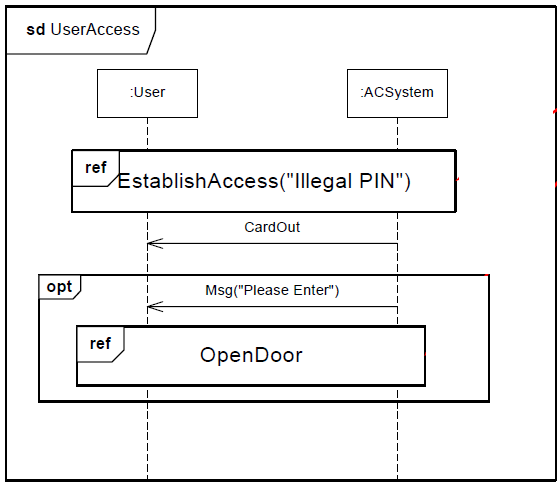 sd UserAccess
:User
:ACSystem
ref
EstablishAccess("Illegal PIN")
CardOut
opt
Msg("Please Enter")
ref
OpenDoor